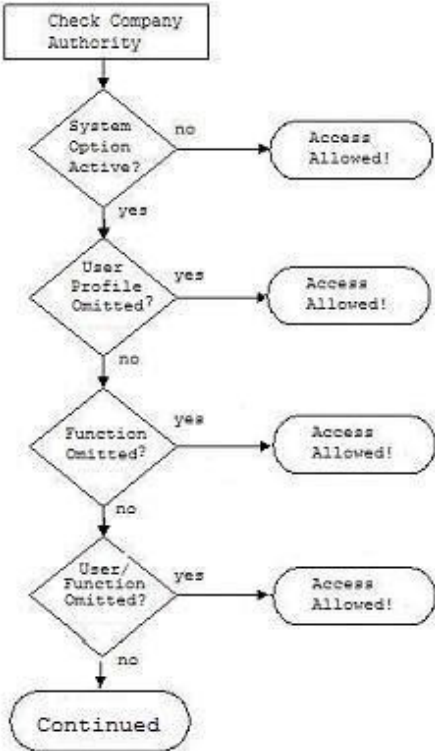 Check Company
Authority
System
Option
Active?
no
Access
Allowed!
yes
User
Profile
Omitted?
yes
Access
Allowed!
no
Function
Omitted?
yes
Access
Allowed!
no
User/
Function
Omitted?
yes
Access
Allowed!
no
Continued